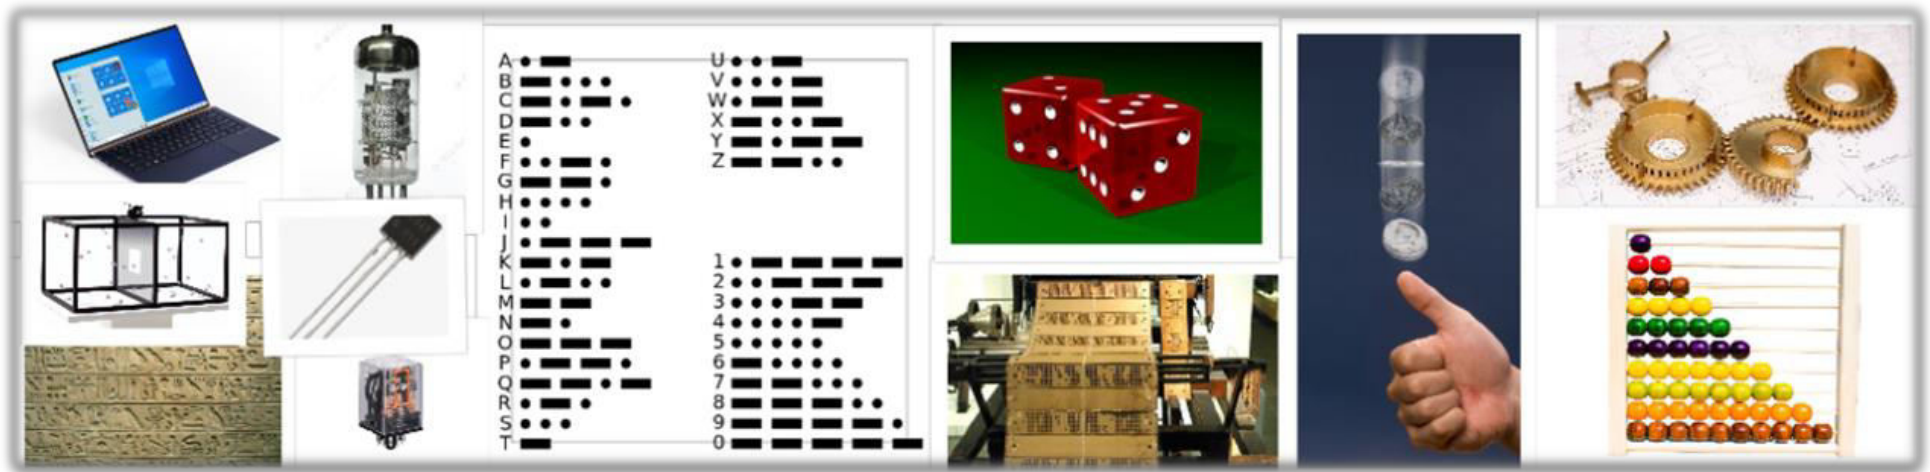 A • ▬
B ▬ • • •
C ▬ • ▬ •
D ▬ • •
E •
F • • ▬ •
G ▬ ▬ •
H • • • •
I • •
J • ▬ ▬ ▬
K ▬ • ▬
L • ▬ • •
M ▬ ▬
N ▬ •
O ▬ ▬ ▬
P • ▬ ▬ •
Q ▬ ▬ • ▬
R • ▬ •
S • • •
T ▬
U • • ▬
V • • • ▬
W • ▬ ▬
X ▬ • • ▬
Y ▬ • ▬ ▬
Z ▬ ▬ • •
1 • ▬ ▬ ▬ ▬
2 • • ▬ ▬ ▬
3 • • • ▬ ▬
4 • • • • ▬
5 • • • • •
6 ▬ • • • •
7 ▬ ▬ • • •
8 ▬ ▬ ▬ • •
9 ▬ ▬ ▬ ▬ •
0 ▬ ▬ ▬ ▬ ▬